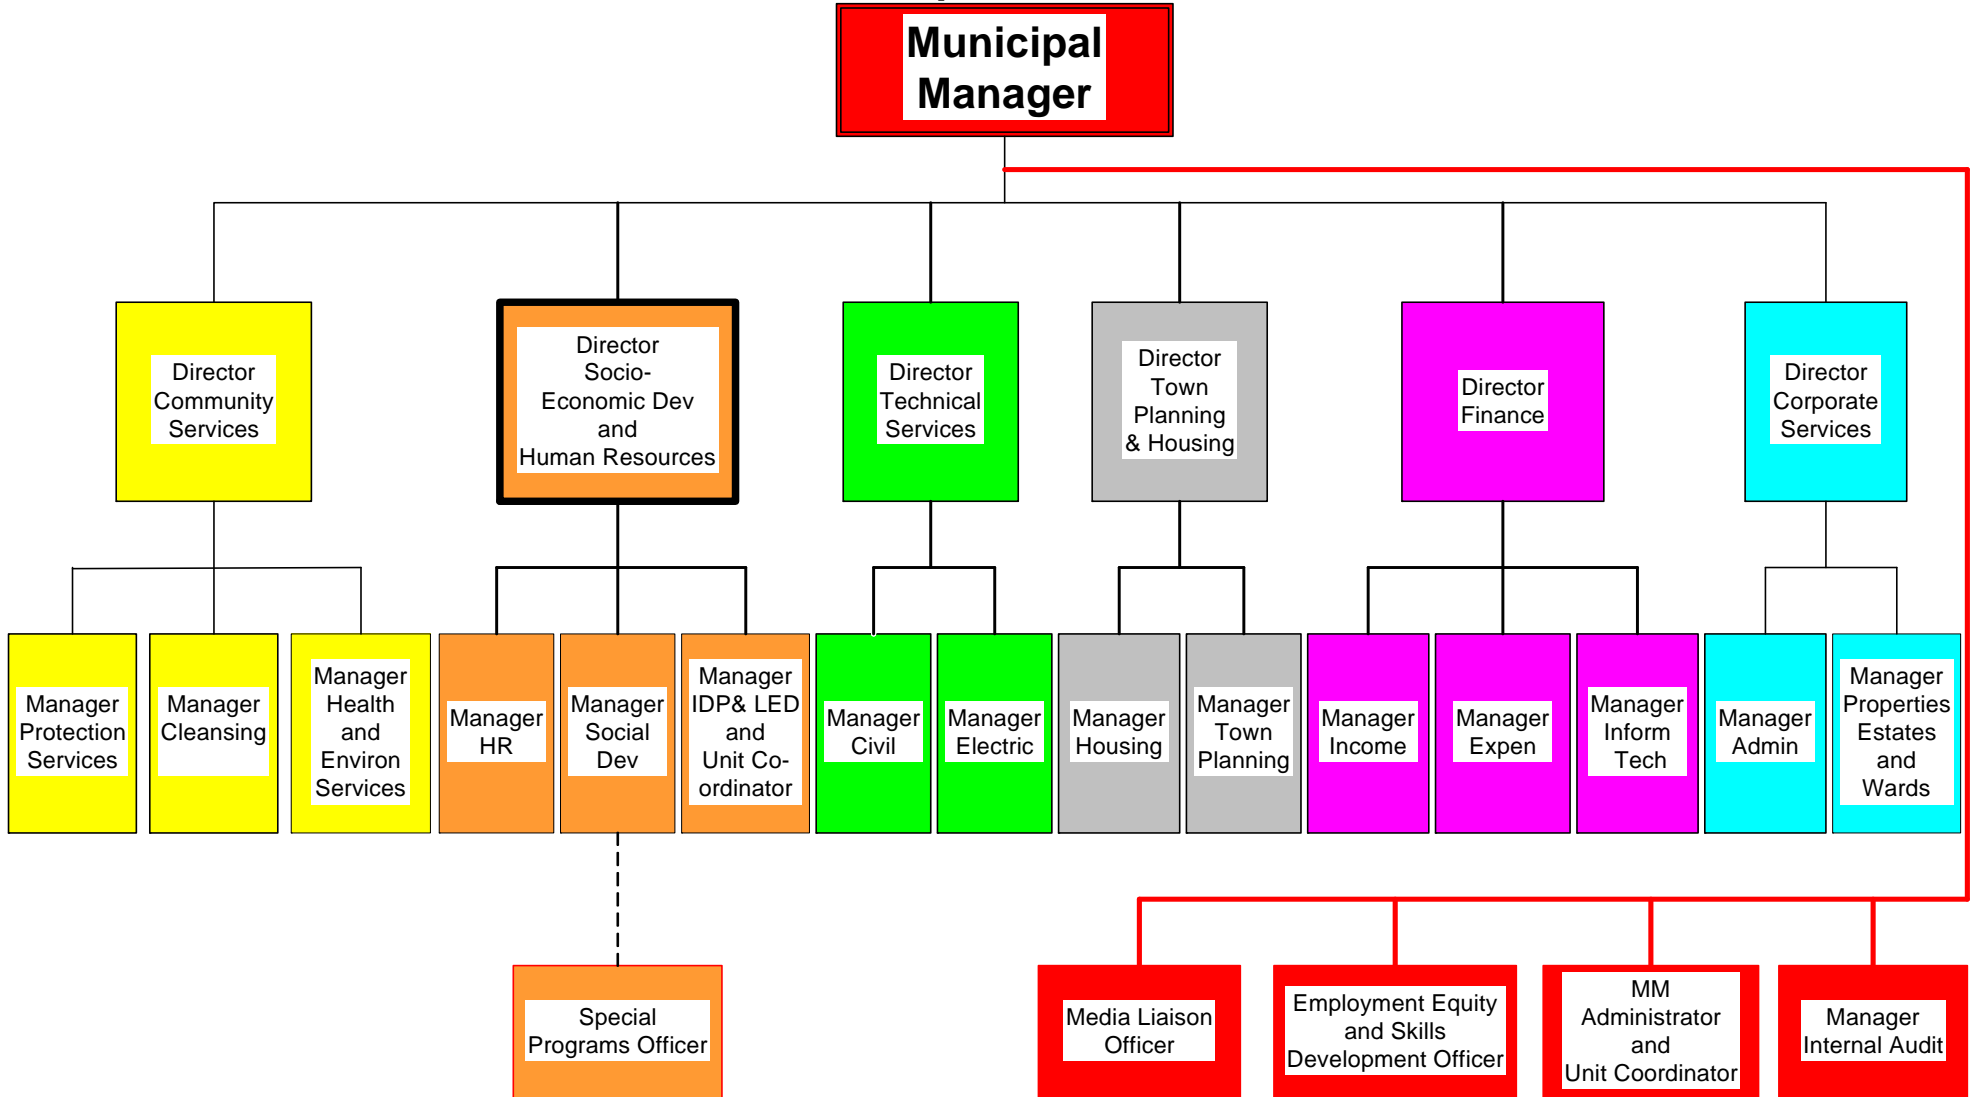 Municipal
Manager
Director
Community
Services
Director
Socio-
Economic Dev
and
Human Resources
Director
Technical
Services
Director
Town
Planning
& Housing
Director
Finance
Director
Corporate
Services
Manager
Protection
Services
Manager
Cleansing
Manager
Health
and
Environ
Services
Manager
HR
Manager
Social
Dev
Manager
IDP& LED
and
Unit Co-
ordinator
Manager
Civil
Manager
Electric
Manager
Housing
Manager
Town
Planning
Manager
Income
Manager
Expen
Manager
Inform
Tech
Manager
Admin
Manager
Properties
Estates
and
Wards
Special
Programs Officer
Media Liaison
Officer
Employment Equity
and Skills
Development Officer
MM
Administrator
and
Unit Coordinator
Manager
Internal Audit